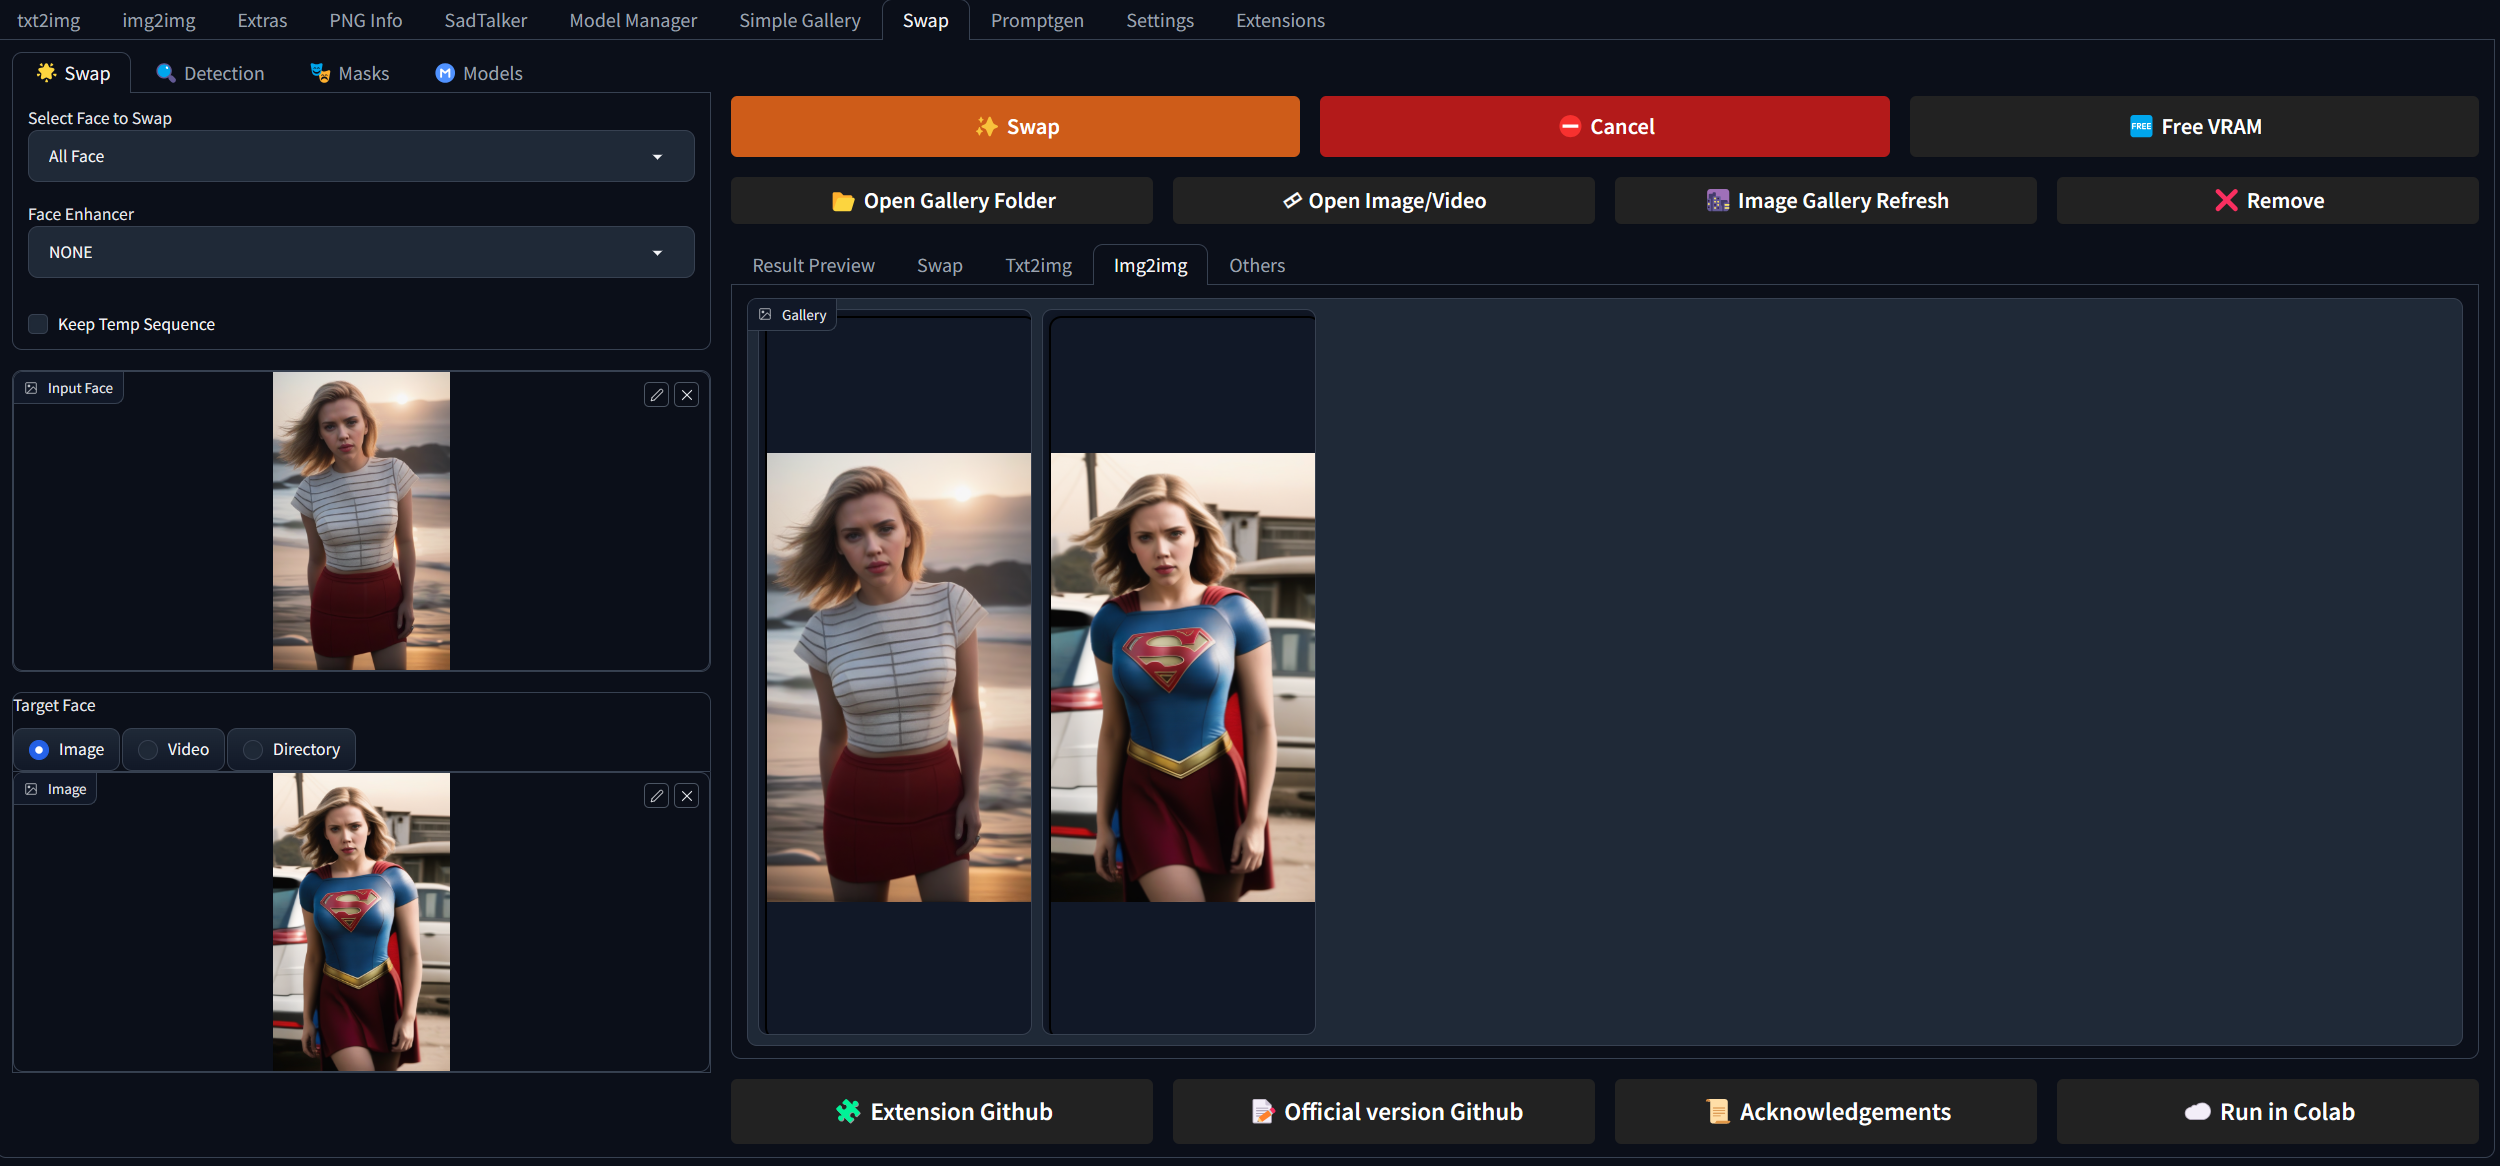 txt2img img2img Extras PNG Info SadTalker Model Manager Simple Gallery Swap Promptgen Settings Extensions
Swap Detection Masks Models
Select Face to Swap
All Face
Face Enhancer
NONE
Keep Temp Sequence
Input Face
Target Face
Image Video Directory
Image
Swap Cancel FREE Free VRAM
Open Gallery Folder Open Image/Video Image Gallery Refresh Remove
Result Preview Swap Txt2img Img2img Others
Gallery
Extension Github Official version Github Acknowledgements Run in Colab